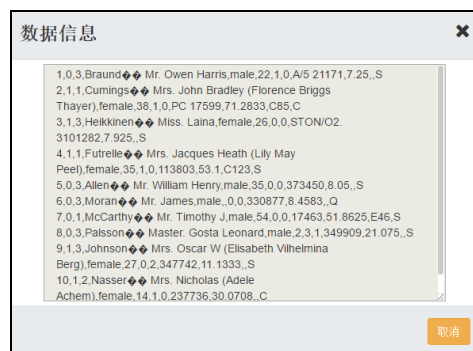 数据信息
1,0,3,Braund�� Mr. Owen Harris,male,22,1,0,A/5 21171,7.25,,S
2,1,1,Cumings�� Mrs. John Bradley (Florence Briggs
Thayer),female,38,1,0,PC 17599,71.2833,C85,C
3,1,3,Heikkinen�� Miss. Laina,female,26,0,0,STON/O2.
3101282,7.925,,S
4,1,1,Futrelle�� Mrs. Jacques Heath (Lily May
Peel),female,35,1,0,113803,53.1,C123,S
5,0,3,Allen�� Mr. William Henry,male,35,0,0,373450,8.05,,S
6,0,3,Moran�� Mr. James,male,,0,0,330877,8.4583,,Q
7,0,1,McCarthy�� Mr. Timothy J,male,54,0,0,17463,51.8625,E46,S
8,0,3,Palsson�� Master. Gosta Leonard,male,2,3,1,349909,21.075,,S
9,1,3,Johnson�� Mrs. Oscar W (Elisabeth Vilhelmina
Berg),female,27,0,2,347742,11.1333,,S
10,1,2,Nasser�� Mrs. Nicholas (Adele
Achem),female,14,1,0,237736,30.0708,,C
取消